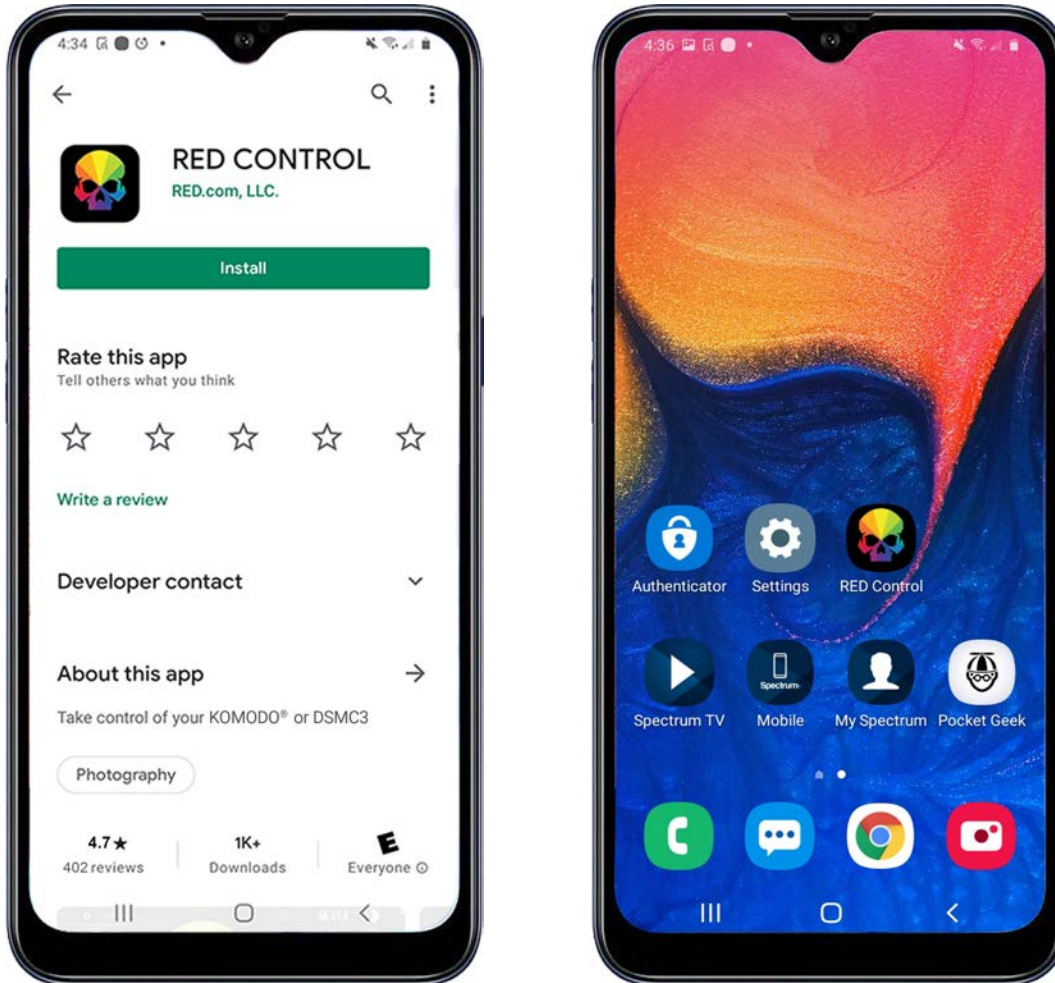 4:34
RED CONTROL
RED.com, LLC.
Install
Rate this app
Tell others what you think
Write a review
Developer contact
About this app
Take control of your KOMODO® or DSMC3
Photography
4.7★ 1K+ E
402 reviews Downloads Everyone
4:36
Authenticator Settings RED Control
Spectrum
Spectrum TV Mobile My Spectrum Pocket Geek